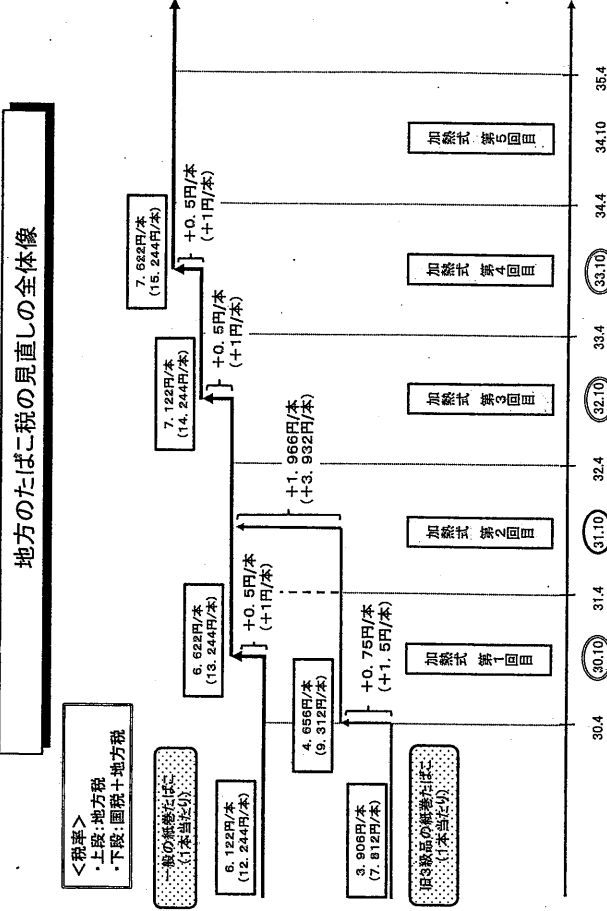 地方のたばこ税の見直しの全体像
＜税率＞
・上段：地方税
・下段：国税＋地方税
一般の紙巻たばこ
（1本当たり）
6．122円/本
（12．244円/本）
6．622円/本
（13．244円/本）
＋0．5円/本
（＋1円/本）
7．122円/本
（14．244円/本）
＋0．5円/本
（＋1円/本）
7．622円/本
（15．244円/本）
＋0．5円/本
（＋1円/本）
旧3級品の紙巻たばこ
（1本当たり）
3．906円/本
（7．812円/本）
4．656円/本
（9．312円/本）
＋0．75円/本
（＋1．5円/本）
＋1．966円/本
（＋3．932円/本）
加熱式　第1回目
加熱式　第2回目
加熱式　第3回目
加熱式　第4回目
加熱式　第5回目
30.4
30.10
31.4
31.10
32.4
32.10
33.4
33.10
34.4
34.10
35.4